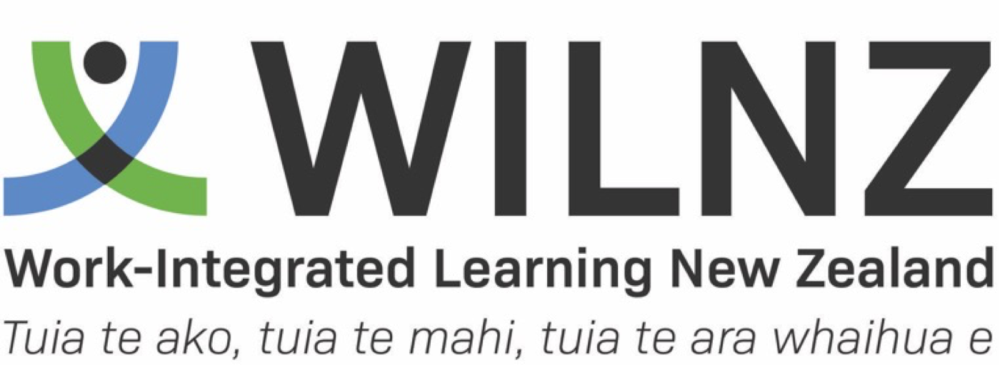 WILNZ
Work-Integrated Learning New Zealand
Tuia te ako, tuia te mahi, tuia te ara whaihua e